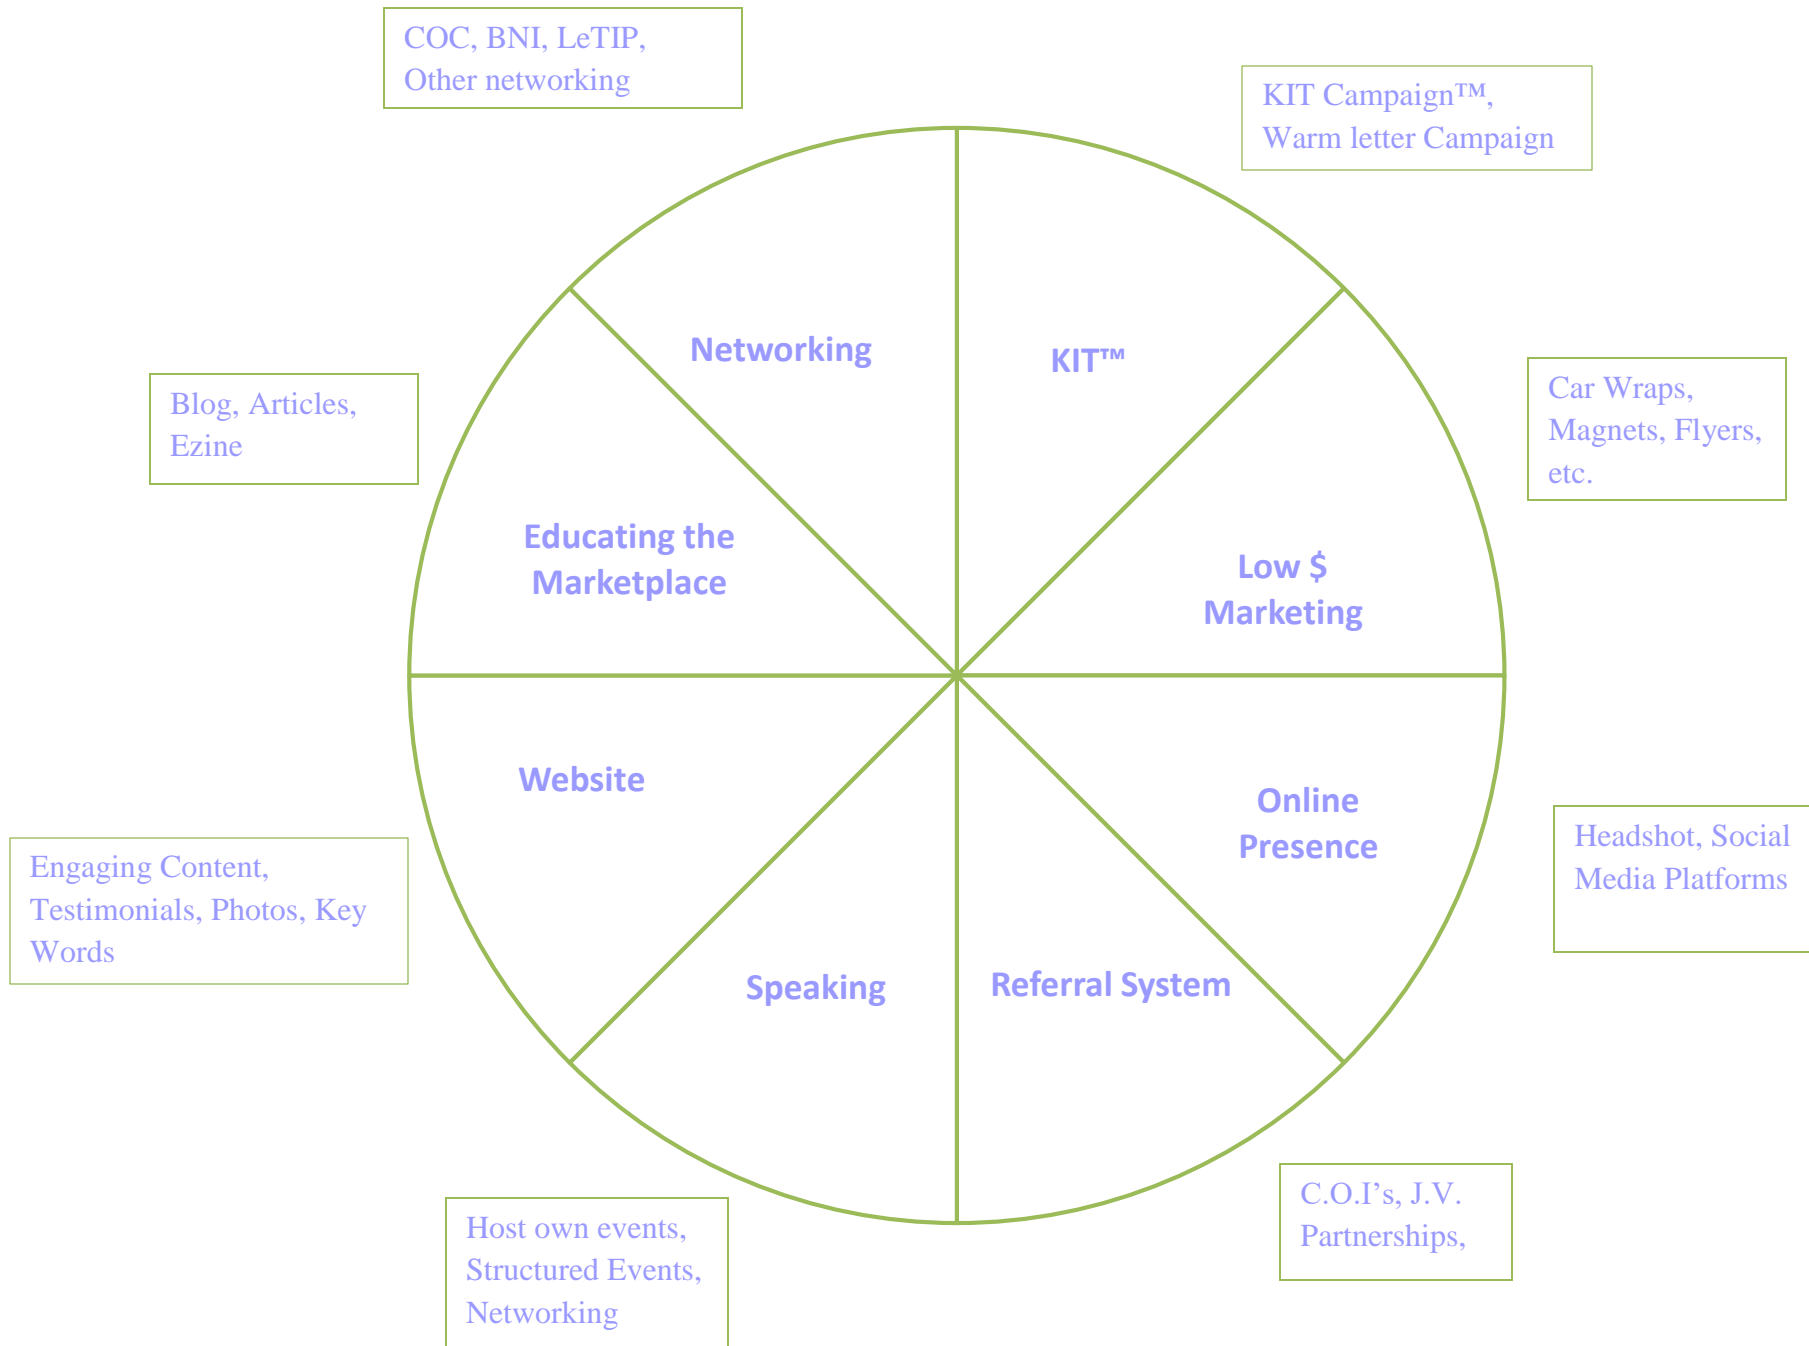 COC, BNI, LeTIP,
Other networking
KIT Campaign™,
Warm letter Campaign
Networking
KIT™
Blog, Articles,
Ezine
Car Wraps,
Magnets, Flyers,
etc.
Educating the
Marketplace
Low $
Marketing
Website
Online
Presence
Engaging Content,
Testimonials, Photos, Key
Words
Headshot, Social
Media Platforms
Speaking
Referral System
Host own events,
Structured Events,
Networking
C.O.I’s, J.V.
Partnerships,